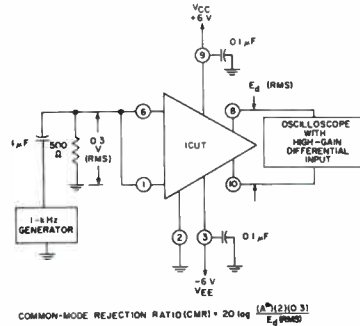 VCC
+6 V
0.1 µF
9
6
8
Ed (RMS)
1 µF
500
Ω
0.3
V
(RMS)
ICUT
OSCILLOSCOPE
WITH
HIGH-GAIN
DIFFERENTIAL
INPUT
1
10
1-kHz
GENERATOR
2
3
0.1 µF
-6 V
VEE
COMMON-MODE REJECTION RATIO (CMR) = 20 log (A*)(2)(0.3) / Ed (RMS)